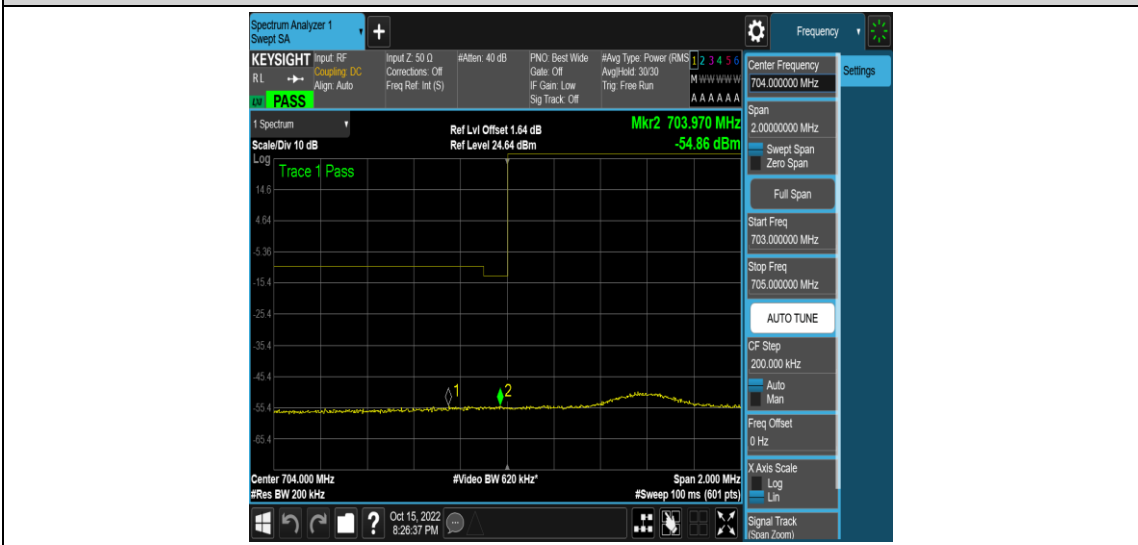 Spectrum Analyzer 1
Swept SA
+
Frequency
KEYSIGHT
RL
PASS
Input: RF
Coupling: DC
Align: Auto
Input Z: 50 Ω
Corrections: Off
Freq Ref: Int (S)
#Atten: 40 dB
PNO: Best Wide
Gate: Off
IF Gain: Low
Sig Track: Off
#Avg Type: Power (RMS
Avg|Hold: 30/30
Trig: Free Run
1 2 3 4 5 6
M W W W W W
A A A A A A
1 Spectrum
Scale/Div 10 dB
Ref Lvl Offset 1.64 dB
Ref Level 24.64 dBm
Mkr2 703.970 MHz
-54.86 dBm
Log
Trace 1 Pass
14.6
4.64
-5.36
-15.4
-25.4
-35.4
-45.4
-55.4
-65.4
1
2
Center 704.000 MHz
#Res BW 200 kHz
#Video BW 620 kHz*
Span 2.000 MHz
#Sweep 100 ms (601 pts)
?
Oct 15, 2022
8:26:37 PM
Center Frequency
704.000000 MHz
Settings
Span
2.00000000 MHz
Swept Span
Zero Span
Full Span
Start Freq
703.000000 MHz
Stop Freq
705.000000 MHz
AUTO TUNE
CF Step
200.000 kHz
Auto
Man
Freq Offset
0 Hz
X Axis Scale
Log
Lin
Signal Track
(Span Zoom)